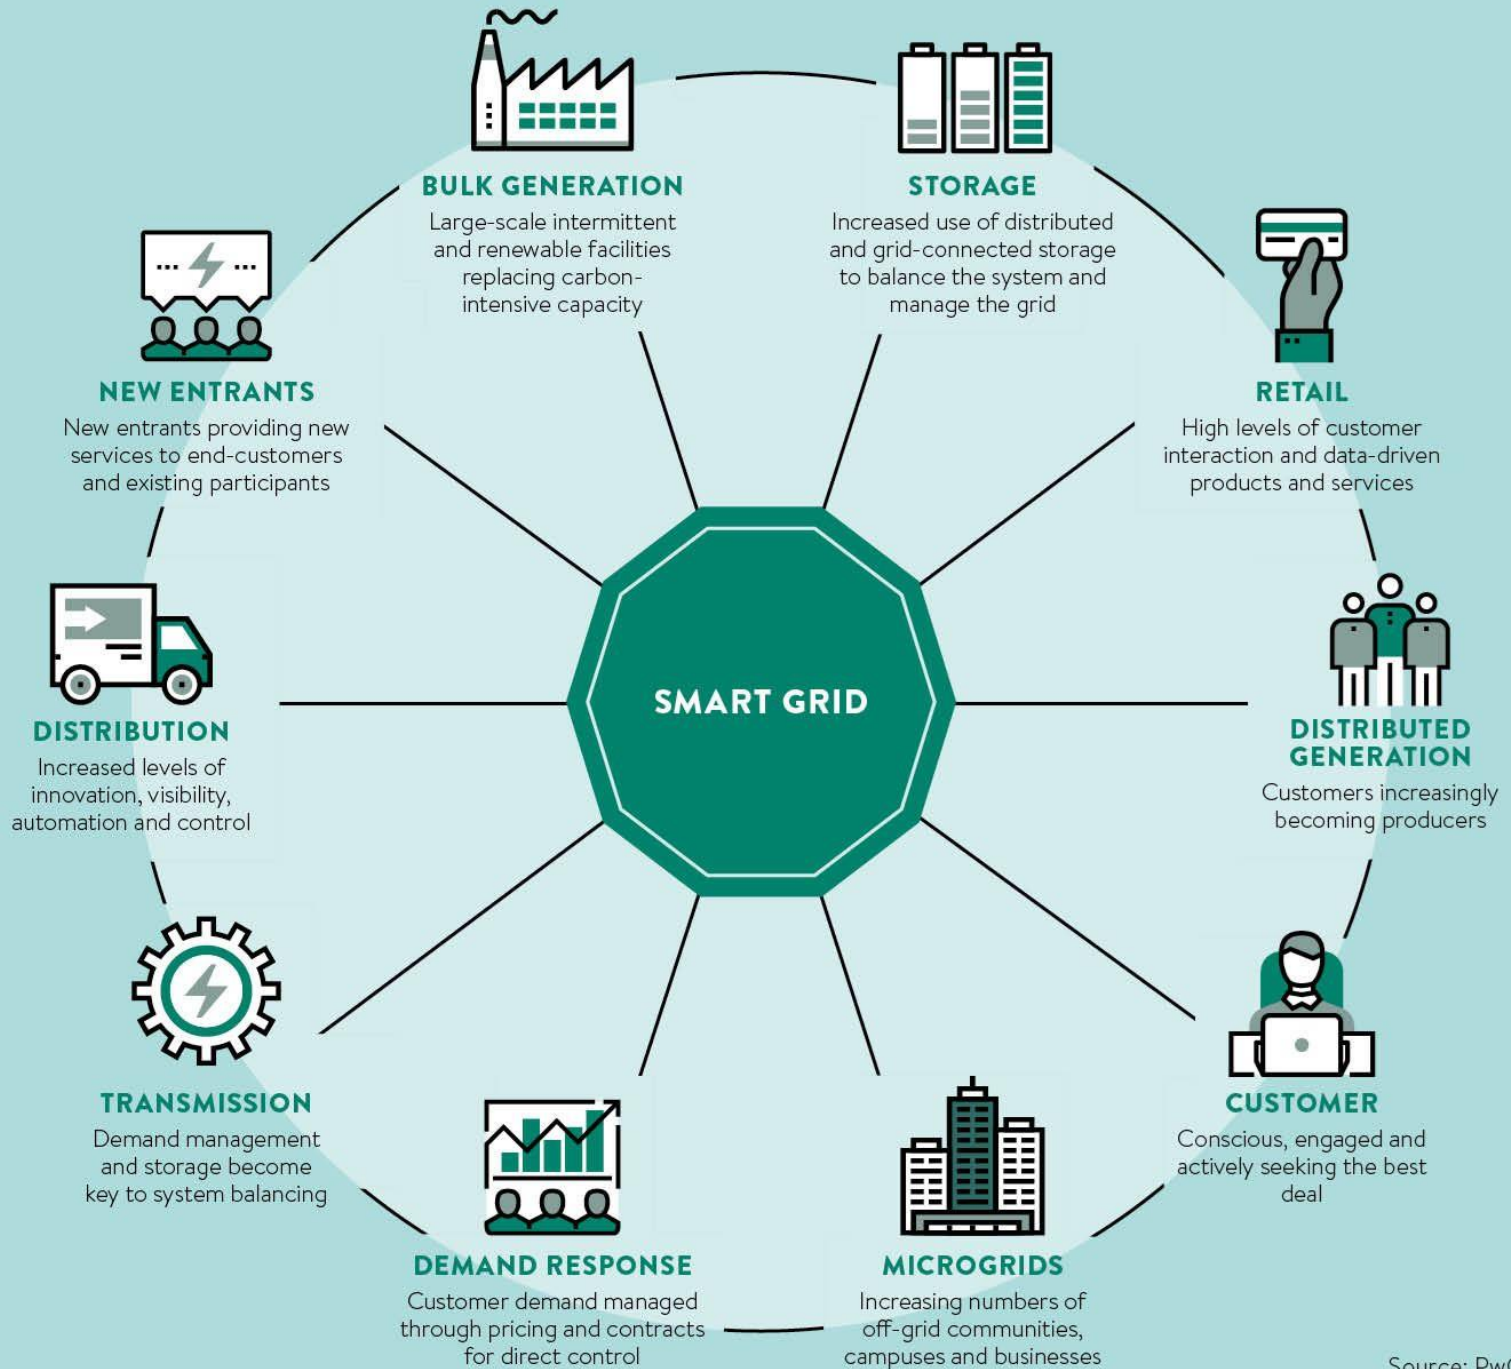 BULK GENERATION
Large-scale intermittent
and renewable facilities
replacing carbon-
intensive capacity
STORAGE
Increased use of distributed
and grid-connected storage
to balance the system and
manage the grid
RETAIL
High levels of customer
interaction and data-driven
products and services
DISTRIBUTED
GENERATION
Customers increasingly
becoming producers
CUSTOMER
Conscious, engaged and
actively seeking the best
deal
MICROGRIDS
Increasing numbers of
off-grid communities,
campuses and businesses
DEMAND RESPONSE
Customer demand managed
through pricing and contracts
for direct control
TRANSMISSION
Demand management
and storage become
key to system balancing
DISTRIBUTION
Increased levels of
innovation, visibility,
automation and control
NEW ENTRANTS
New entrants providing new
services to end-customers
and existing participants
SMART GRID
Source: